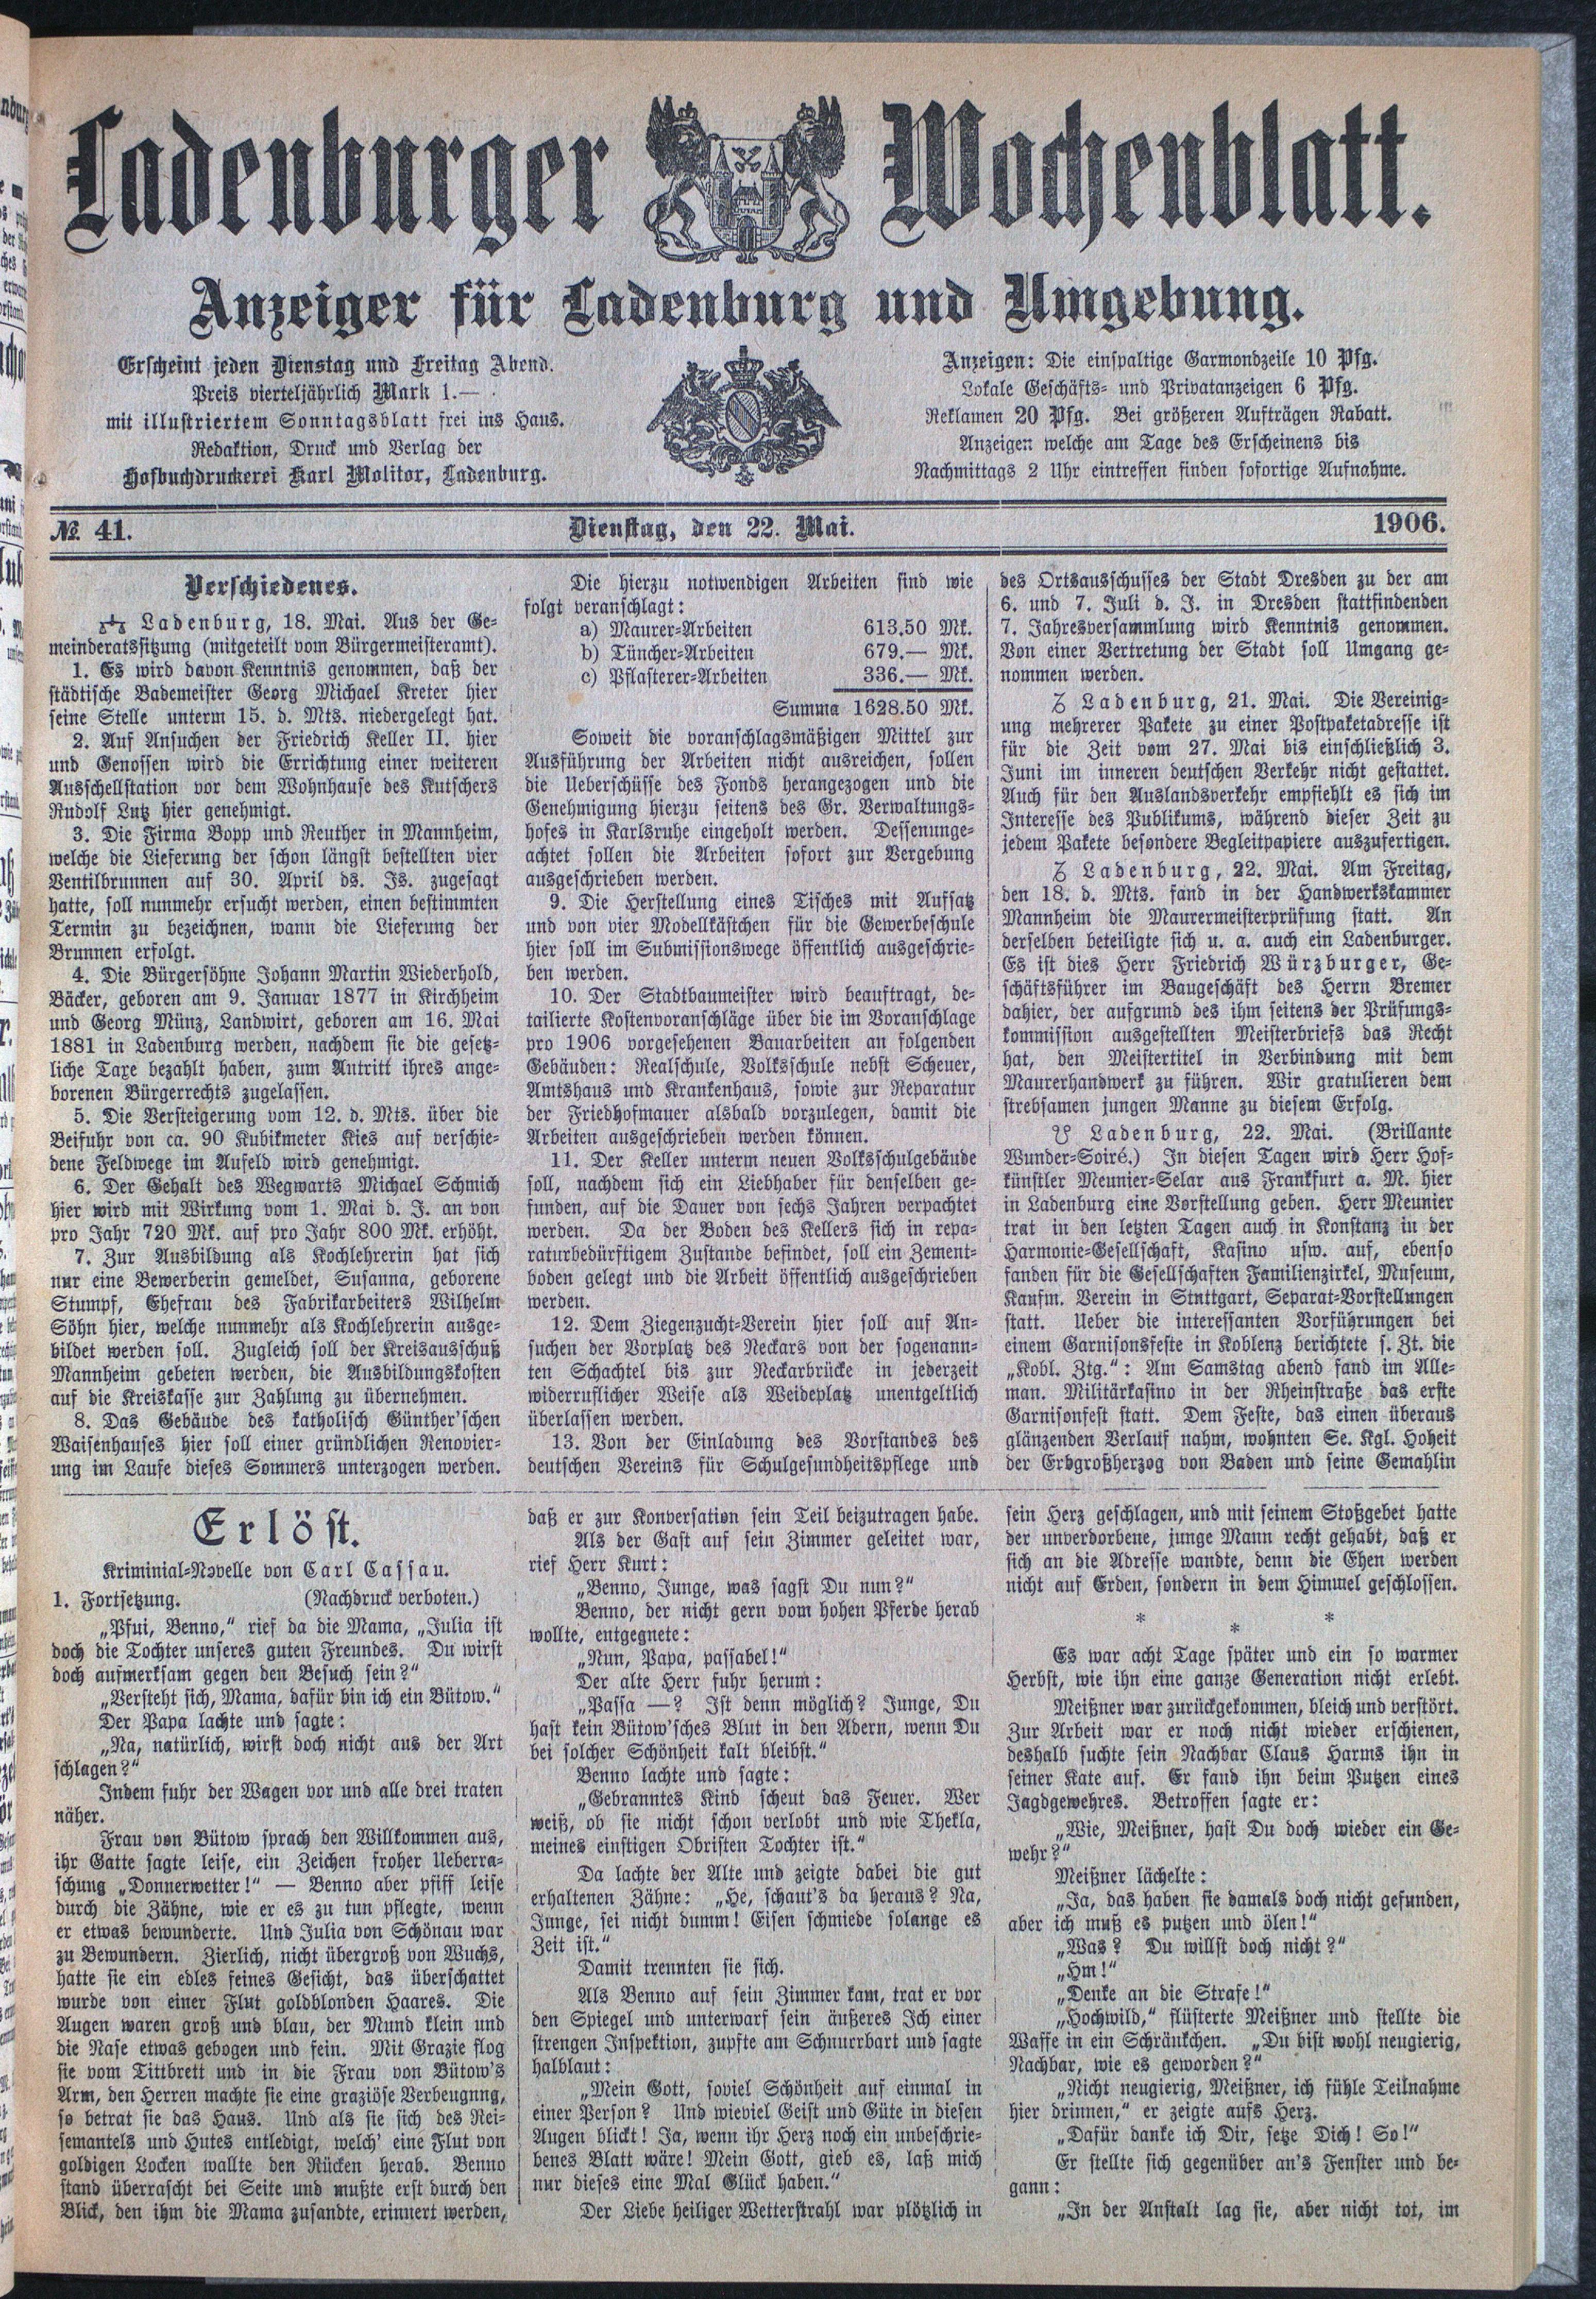 Ladenburger Wochenblatt.
Anzeiger für Ladenburg und Umgebung.
Erscheint jeden Dienstag und Freitag Abend.
Preis vierteljährlich Mark 1.—
mit illustriertem Sonntagsblatt frei ins Haus.
Redaktion, Druck und Verlag der
Hofbuchdruckerei Karl Molitor, Ladenburg.
Anzeigen: Die einspaltige Garmondzeile 10 Pfg.
Lokale Geschäfts- und Privatanzeigen 6 Pfg.
Reklamen 20 Pfg. Bei größeren Aufträgen Rabatt.
Anzeigen welche am Tage des Erscheinens bis
Nachmittags 2 Uhr eintreffen finden sofortige Aufnahme.
№ 41.
Dienstag, den 22. Mai.
1906.
Verschiedenes.
Ladenburg, 18. Mai. Aus der Ge-
meinderatssitzung (mitgeteilt vom Bürgermeisteramt).
1. Es wird davon Kenntnis genommen, daß der
städtische Bademeister Georg Michael Kreter hier
seine Stelle unterm 15. d. Mts. niedergelegt hat.
2. Auf Ansuchen der Friedrich Keller II. hier
und Genossen wird die Errichtung einer weiteren
Ausschellstation vor dem Wohnhause des Kutschers
Rudolf Lutz hier genehmigt.
3. Die Firma Bopp und Reuther in Mannheim,
welche die Lieferung der schon längst bestellten vier
Ventilbrunnen auf 30. April ds. Js. zugesagt
hatte, soll nunmehr ersucht werden, einen bestimmten
Termin zu bezeichnen, wann die Lieferung der
Brunnen erfolgt.
4. Die Bürgersöhne Johann Martin Wiederhold,
Bäcker, geboren am 9. Januar 1877 in Kirchheim
und Georg Münz, Landwirt, geboren am 16. Mai
1881 in Ladenburg werden, nachdem sie die gesetz-
liche Taxe bezahlt haben, zum Antritt ihres ange-
borenen Bürgerrechts zugelassen.
5. Die Versteigerung vom 12. d. Mts. über die
Beifuhr von ca. 90 Kubikmeter Kies auf verschie-
dene Feldwege im Aufeld wird genehmigt.
6. Der Gehalt des Wegwarts Michael Schmich
hier wird mit Wirkung vom 1. Mai d. J. an von
pro Jahr 720 Mk. auf pro Jahr 800 Mk. erhöht.
7. Zur Ausbildung als Kochlehrerin hat sich
nur eine Bewerberin gemeldet, Susanna, geborene
Stumpf, Ehefrau des Fabrikarbeiters Wilhelm
Söhn hier, welche nunmehr als Kochlehrerin ausge-
bildet werden soll. Zugleich soll der Kreisausschuß
Mannheim gebeten werden, die Ausbildungskosten
auf die Kreiskasse zur Zahlung zu übernehmen.
8. Das Gebäude des katholisch Günther'schen
Waisenhauses hier soll einer gründlichen Renovier-
ung im Laufe dieses Sommers unterzogen werden.
Die hierzu notwendigen Arbeiten sind wie
folgt veranschlagt:
a) Maurer-Arbeiten 613.50 Mk.
b) Tüncher-Arbeiten 679.— Mk.
c) Pflasterer-Arbeiten 336.— Mk.
Summa 1628.50 Mk.
Soweit die voranschlagsmäßigen Mittel zur
Ausführung der Arbeiten nicht ausreichen, sollen
die Ueberschüsse des Fonds herangezogen und die
Genehmigung hierzu seitens des Gr. Verwaltungs-
hofes in Karlsruhe eingeholt werden. Dessenunge-
achtet sollen die Arbeiten sofort zur Vergebung
ausgeschrieben werden.
9. Die Herstellung eines Tisches mit Aufsatz
und von vier Modellkästchen für die Gewerbeschule
hier soll im Submissionswege öffentlich ausgeschrie-
ben werden.
10. Der Stadtbaumeister wird beauftragt, de-
tailierte Kostenvoranschläge über die im Voranschlage
pro 1906 vorgesehenen Bauarbeiten an folgenden
Gebäuden: Realschule, Volksschule nebst Scheuer,
Amtshaus und Krankenhaus, sowie zur Reparatur
der Friedhofmauer alsbald vorzulegen, damit die
Arbeiten ausgeschrieben werden können.
11. Der Keller unterm neuen Volksschulgebäude
soll, nachdem sich ein Liebhaber für denselben ge-
funden, auf die Dauer von sechs Jahren verpachtet
werden. Da der Boden des Kellers sich in repa-
raturbedürftigem Zustande befindet, soll ein Zement-
boden gelegt und die Arbeit öffentlich ausgeschrieben
werden.
12. Dem Ziegenzucht-Verein hier soll auf An-
suchen der Vorplatz des Neckars von der sogenann-
ten Schachtel bis zur Neckarbrücke in jederzeit
widerruflicher Weise als Weideplatz unentgeltlich
überlassen werden.
13. Von der Einladung des Vorstandes des
deutschen Vereins für Schulgesundheitspflege und
des Ortsausschusses der Stadt Dresden zu der am
6. und 7. Juli d. J. in Dresden stattfindenden
7. Jahresversammlung wird Kenntnis genommen.
Von einer Vertretung der Stadt soll Umgang ge-
nommen werden.
Ladenburg, 21. Mai. Die Vereinig-
ung mehrerer Pakete zu einer Postpaketadresse ist
für die Zeit vom 27. Mai bis einschließlich 3.
Juni im inneren deutschen Verkehr nicht gestattet.
Auch für den Auslandsverkehr empfiehlt es sich im
Interesse des Publikums, während dieser Zeit zu
jedem Pakete besondere Begleitpapiere auszufertigen.
Ladenburg, 22. Mai. Am Freitag,
den 18. d. Mts. fand in der Handwerkskammer
Mannheim die Maurermeisterprüfung statt. An
derselben beteiligte sich u. a. auch ein Ladenburger.
Es ist dies Herr Friedrich Würzburger, Ge-
schäftsführer im Baugeschäft des Herrn Bremer
dahier, der aufgrund des ihm seitens der Prüfungs-
kommission ausgestellten Meisterbriefs das Recht
hat, den Meistertitel in Verbindung mit dem
Maurerhandwerk zu führen. Wir gratulieren dem
strebsamen jungen Manne zu diesem Erfolg.
Ladenburg, 22. Mai. (Brillante
Wunder-Soiré.) In diesen Tagen wird Herr Hof-
künstler Meunier-Selar aus Frankfurt a. M. hier
in Ladenburg eine Vorstellung geben. Herr Meunier
trat in den letzten Tagen auch in Konstanz in der
Harmonie-Gesellschaft, Kasino usw. auf, ebenso
fanden für die Gesellschaften Familienzirkel, Museum,
Kaufm. Verein in Stnttgart, Separat-Vorstellungen
statt. Ueber die interessanten Vorführungen bei
einem Garnisonsfeste in Koblenz berichtete s. Zt. die
„Kobl. Ztg.": Am Samstag abend fand im Alle-
man. Militärkasino in der Rheinstraße das erste
Garnisonfest statt. Dem Feste, das einen überaus
glänzenden Verlauf nahm, wohnten Se. Kgl. Hoheit
der Erbgroßherzog von Baden und seine Gemahlin
Erlöst.
Kriminial-Novelle von Carl Cassau.
1. Fortsetzung. (Nachdruck verboten.)
„Pfui, Benno," rief da die Mama, „Julia ist
doch die Tochter unseres guten Freundes. Du wirst
doch aufmerksam gegen den Besuch sein?"
„Versteht sich, Mama, dafür bin ich ein Bütow."
Der Papa lachte und sagte:
„Na, natürlich, wirst doch nicht aus der Art
schlagen?"
Indem fuhr der Wagen vor und alle drei traten
näher.
Frau von Bütow sprach den Willkommen aus,
ihr Gatte sagte leise, ein Zeichen froher Ueberra-
schung „Donnerwetter!" — Benno aber pfiff leise
durch die Zähne, wie er es zu tun pflegte, wenn
er etwas bewunderte. Und Julia von Schönau war
zu Bewundern. Zierlich, nicht übergroß von Wuchs,
hatte sie ein edles feines Gesicht, das überschattet
wurde von einer Flut goldblonden Haares. Die
Augen waren groß und blau, der Mund klein und
die Nase etwas gebogen und fein. Mit Grazie flog
sie vom Tittbrett und in die Frau von Bütow's
Arm, den Herren machte sie eine graziöse Verbeugnng,
so betrat sie das Haus. Und als sie sich des Rei-
semantels und Hutes entledigt, welch' eine Flut von
goldigen Locken wallte den Rücken herab. Benno
stand überrascht bei Seite und mußte erst durch den
Blick, den ihm die Mama zusandte, erinnert werden,
daß er zur Konversation sein Teil beizutragen habe.
Als der Gast auf sein Zimmer geleitet war,
rief Herr Kurt:
„Benno, Junge, was sagst Du nun?"
Benno, der nicht gern vom hohen Pferde herab
wollte, entgegnete:
„Nun, Papa, passabel!"
Der alte Herr fuhr herum:
„Passa —? Ist denn möglich? Junge, Du
hast kein Bütow'sches Blut in den Adern, wenn Du
bei solcher Schönheit kalt bleibst."
Benno lachte und sagte:
„Gebranntes Kind scheut das Feuer. Wer
weiß, ob sie nicht schon verlobt und wie Thekla,
meines einstigen Obristen Tochter ist."
Da lachte der Alte und zeigte dabei die gut
erhaltenen Zähne: „He, schaut's da heraus? Na,
Junge, sei nicht dumm! Eisen schmiede solange es
Zeit ist."
Damit trennten sie sich.
Als Benno auf sein Zimmer kam, trat er vor
den Spiegel und unterwarf sein äußeres Ich einer
strengen Inspektion, zupfte am Schnurrbart und sagte
halblaut:
„Mein Gott, soviel Schönheit auf einmal in
einer Person? Und wieviel Geist und Güte in diesen
Augen blickt! Ja, wenn ihr Herz noch ein unbeschrie-
benes Blatt wäre! Mein Gott, gieb es, laß mich
nur dieses eine Mal Glück haben."
Der Liebe heiliger Wetterstrahl war plötzlich in
sein Herz geschlagen, und mit seinem Stoßgebet hatte
der unverdorbene, junge Mann recht gehabt, daß er
sich an die Adresse wandte, denn die Ehen werden
nicht auf Erden, sondern in dem Himmel geschlossen.
* * *
Es war acht Tage später und ein so warmer
Herbst, wie ihn eine ganze Generation nicht erlebt.
Meißner war zurückgekommen, bleich und verstört.
Zur Arbeit war er noch nicht wieder erschienen,
deshalb suchte sein Nachbar Claus Harms ihn in
seiner Kate auf. Er fand ihn beim Putzen eines
Jagdgewehres. Betroffen sagte er:
„Wie, Meißner, hast Du doch wieder ein Ge-
wehr?"
Meißner lächelte:
„Ja, das haben sie damals doch nicht gefunden,
aber ich muß es putzen und ölen!"
„Was? Du willst doch nicht?"
„Hm!"
„Denke an die Strafe!"
„Hochwild," flüsterte Meißner und stellte die
Waffe in ein Schränkchen. „Du bist wohl neugierig,
Nachbar, wie es geworden?"
„Nicht neugierig, Meißner, ich fühle Teilnahme
hier drinnen," er zeigte aufs Herz.
„Dafür danke ich Dir, setze Dich! So!"
Er stellte sich gegenüber an's Fenster und be-
gann:
„In der Anstalt lag sie, aber nicht tot, im